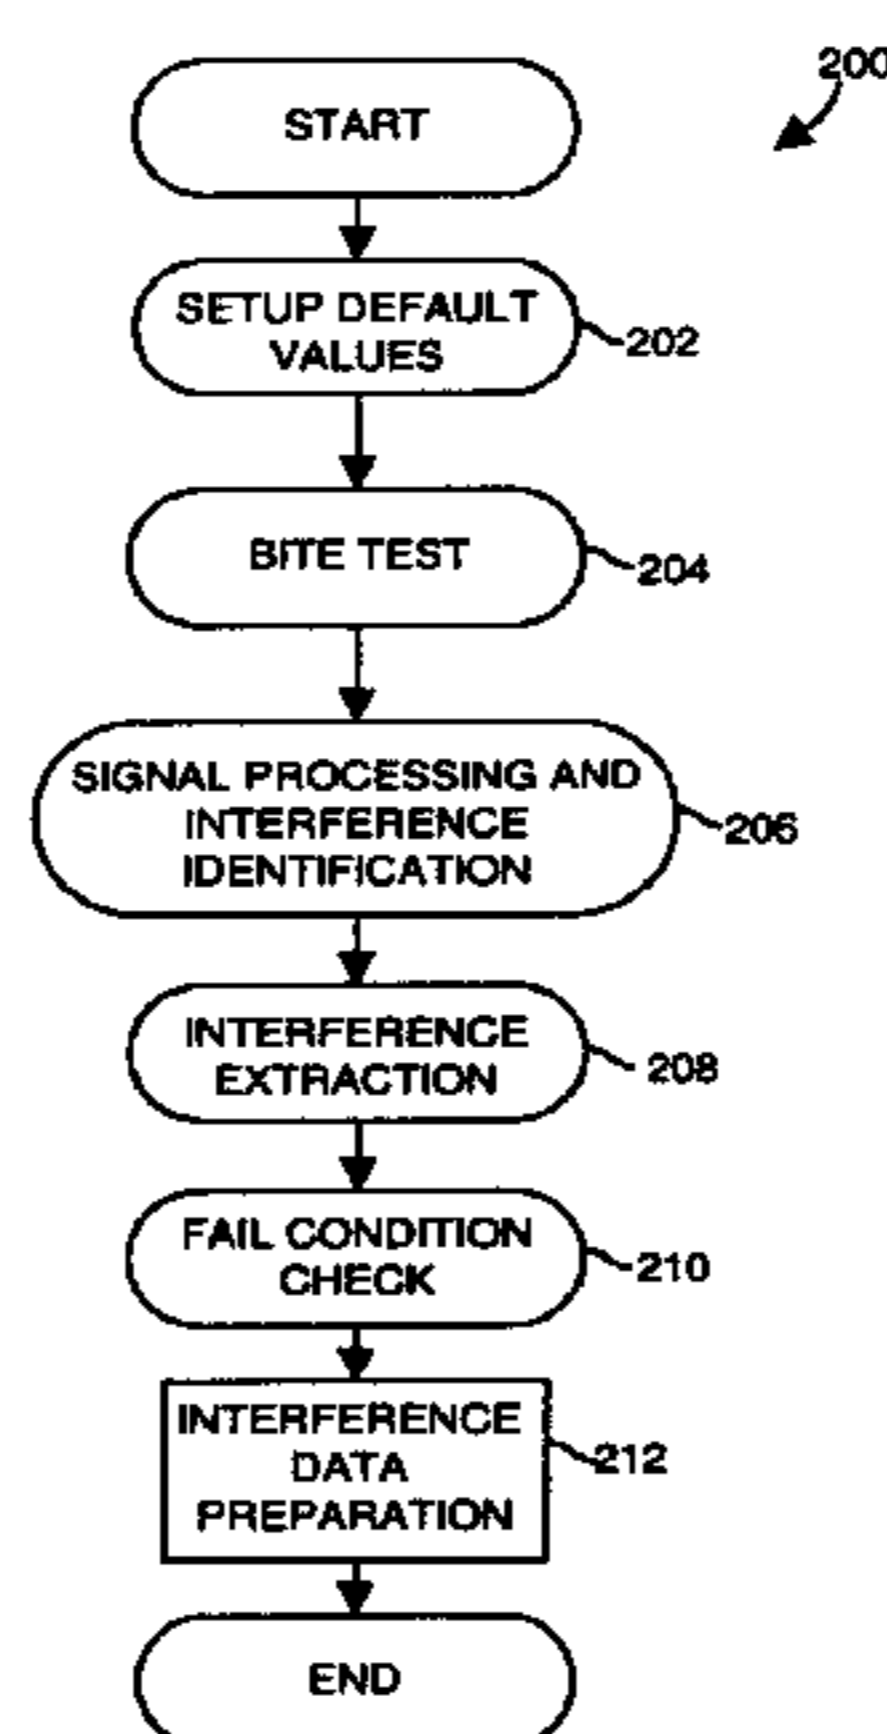 200
START
SETUP DEFAULT
VALUES
202
BITE TEST
204
SIGNAL PROCESSING AND
INTERFERENCE
IDENTIFICATION
206
INTERFERENCE
EXTRACTION
208
FAIL CONDITION
CHECK
210
INTERFERENCE
DATA
PREPARATION
212
END